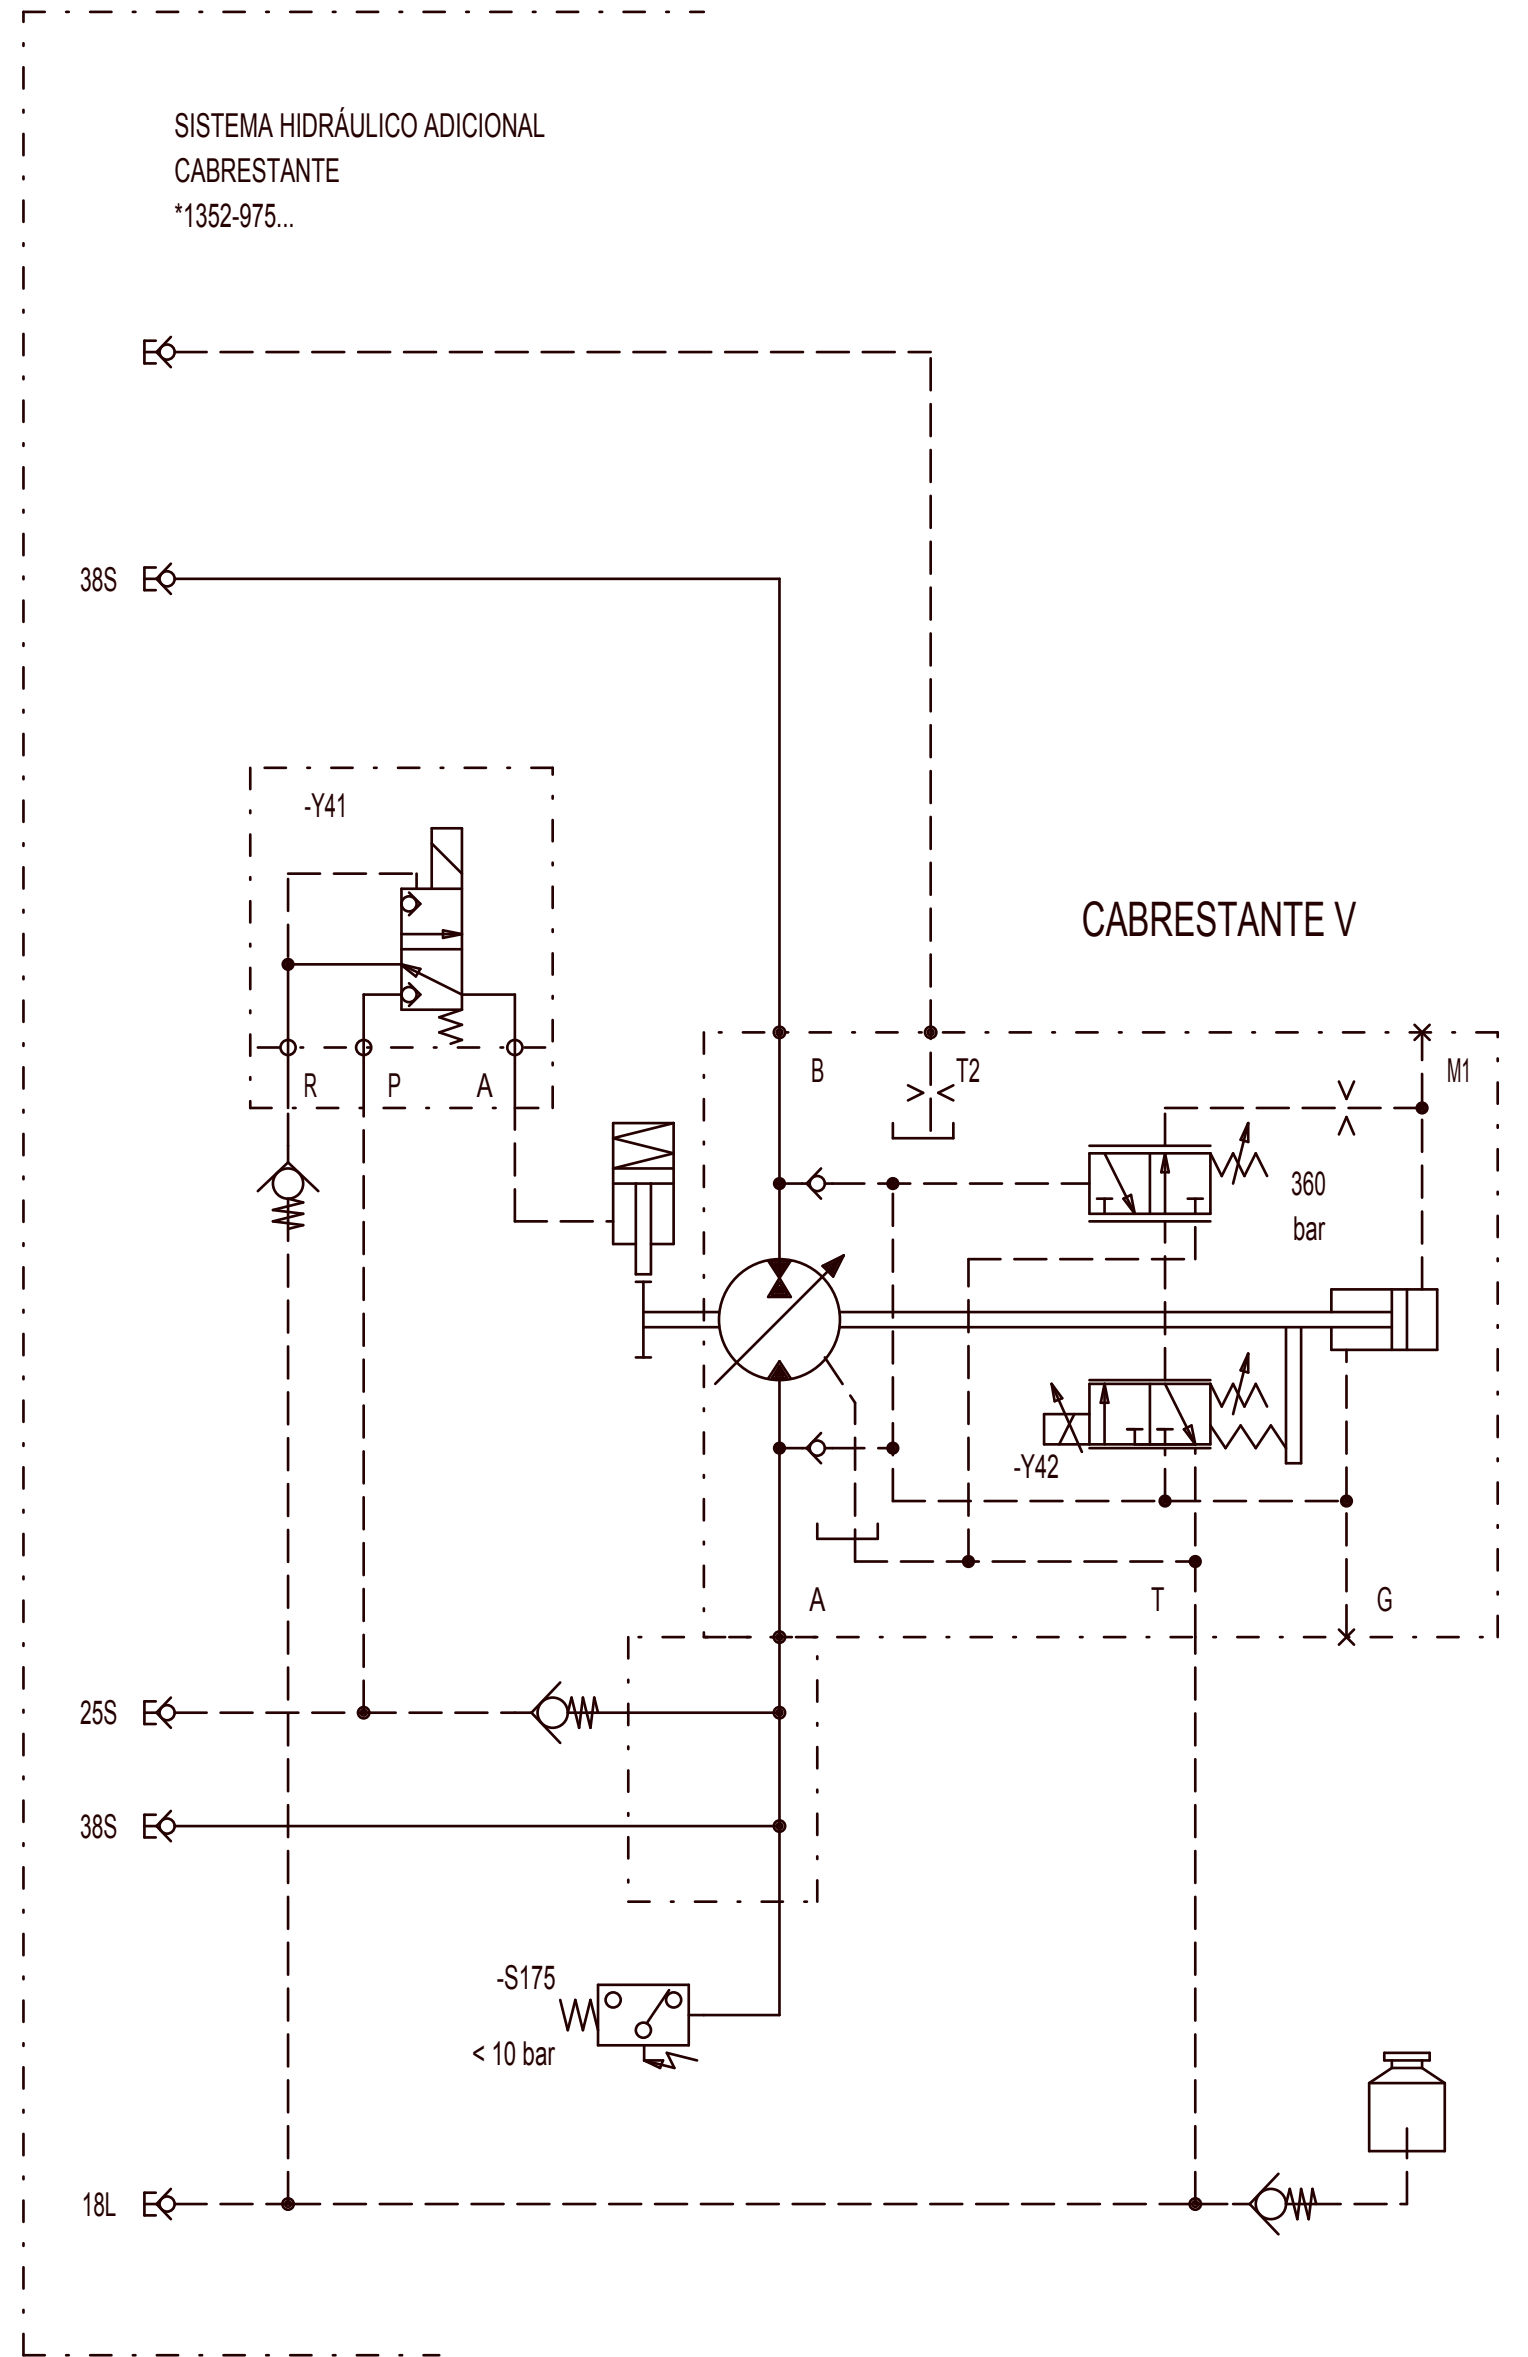 SISTEMA HIDRÁULICO ADICIONAL
CABRESTANTE
*1352-975...
38S
-Y41
CABRESTANTE V
R
P
A
B
T2
M1
360
bar
-Y42
A
T
G
25S
38S
-S175
< 10 bar
18L